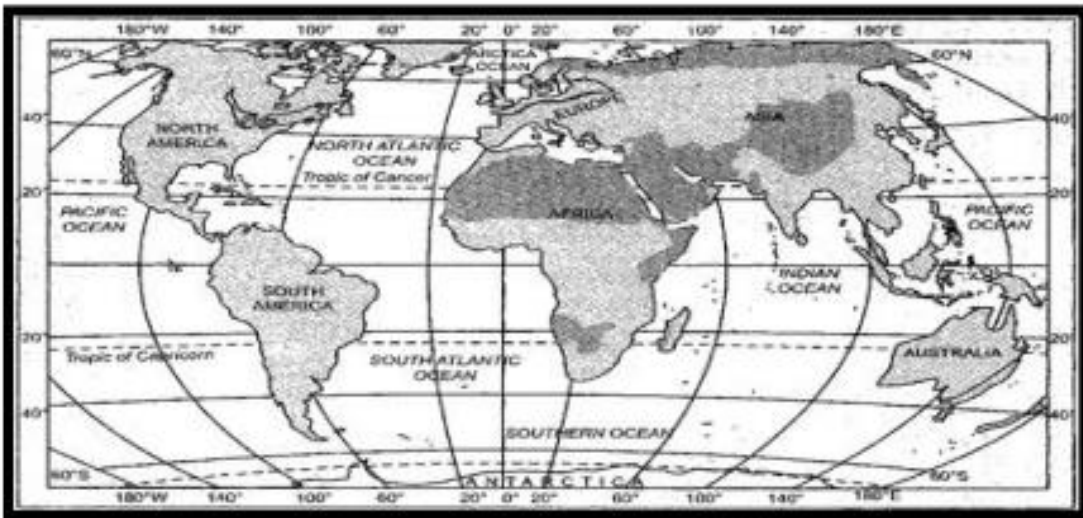 180°W 140° 100° 60° 20° 0° 20° 60° 100° 140° 180°E
60°N ARCTICA OCEAN 60°N
EUROPE ASIA
40° NORTH AMERICA 40°
NORTH ATLANTIC OCEAN
Tropic of Cancer
20° 20°
AFRICA
PACIFIC OCEAN PACIFIC OCEAN
INDIAN OCEAN
SOUTH AMERICA
20° 20°
Tropic of Capricorn SOUTH ATLANTIC OCEAN AUSTRALIA
40° 40°
SOUTHERN OCEAN
60°S 60°S
ANTARCTICA
180°W 140° 100° 60° 20° 0° 20° 60° 100° 140° 180°E